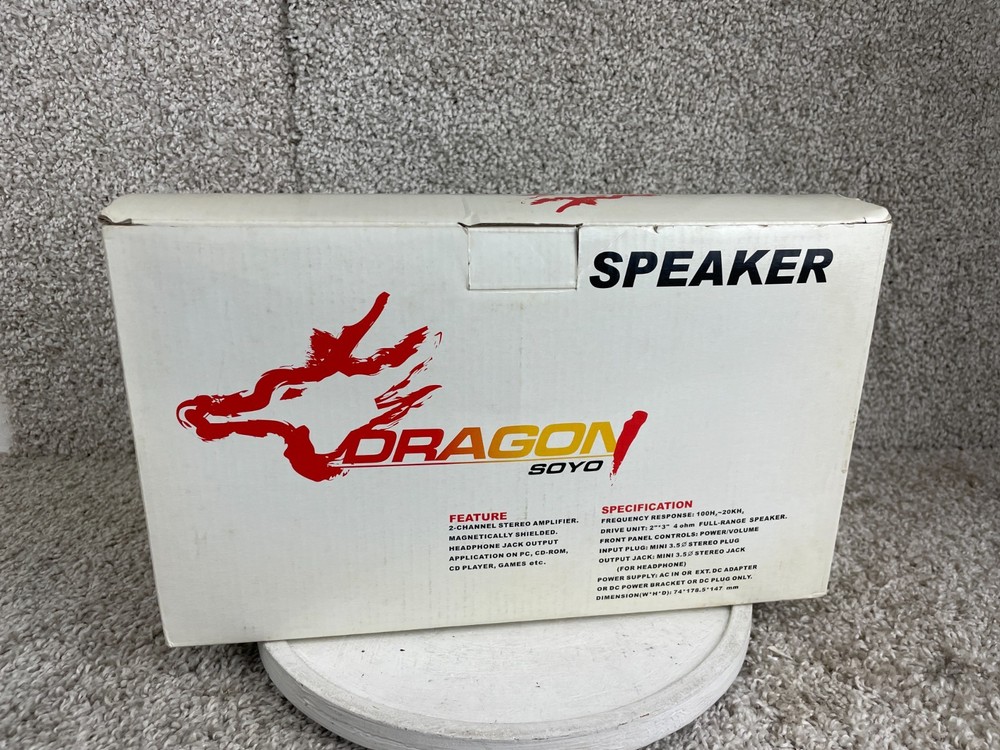 SPEAKER
DRAGON
SOYO
FEATURE
2-CHANNEL STEREO AMPLIFIER.
MAGNETICALLY SHIELDED.
HEADPHONE JACK OUTPUT
APPLICATION ON PC, CD-ROM,
CD PLAYER, GAMES etc.
SPECIFICATION
FREQUENCY RESPONSE: 100H,~20KH,
DRIVE UNIT: 2"*3" 4 ohm FULL-RANGE SPEAKER.
FRONT PANEL CONTROLS: POWER/VOLUME
INPUT PLUG: MINI 3.5∅ STEREO PLUG
OUTPUT JACK: MINI 3.5∅ STEREO JACK
(FOR HEADPHONE)
POWER SUPPLY: AC IN OR EXT. DC ADAPTER
OR DC POWER BRACKET OR DC PLUG ONLY.
DIMENSION(W*H*D): 74*178.5*147 mm